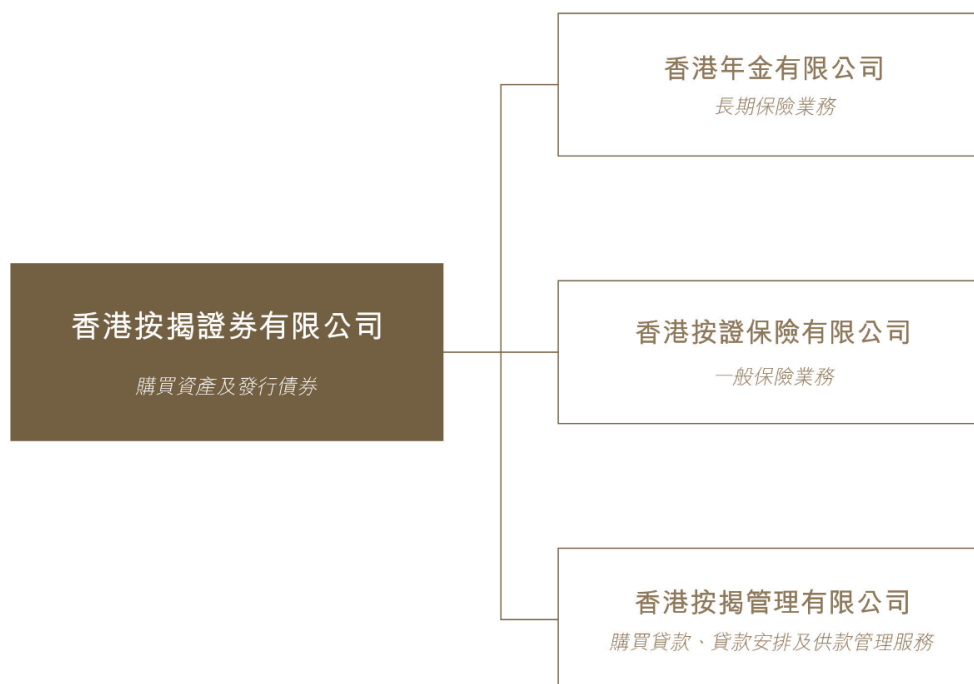 香港年金有限公司
長期保險業務
香港按揭證券有限公司
購買資產及發行債券
香港按證保險有限公司
一般保險業務
香港按揭管理有限公司
購買貸款、貸款安排及供款管理服務